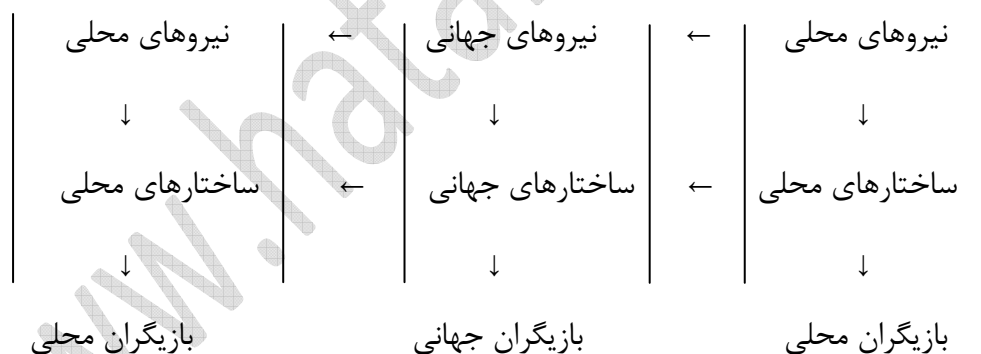 نیروهای محلی ← نیروهای جهانی ← نیروهای محلی
↓ ↓ ↓
ساختارهای محلی ← ساختارهای جهانی ← ساختارهای محلی
↓ ↓ ↓
بازیگران محلی بازیگران جهانی بازیگران محلی